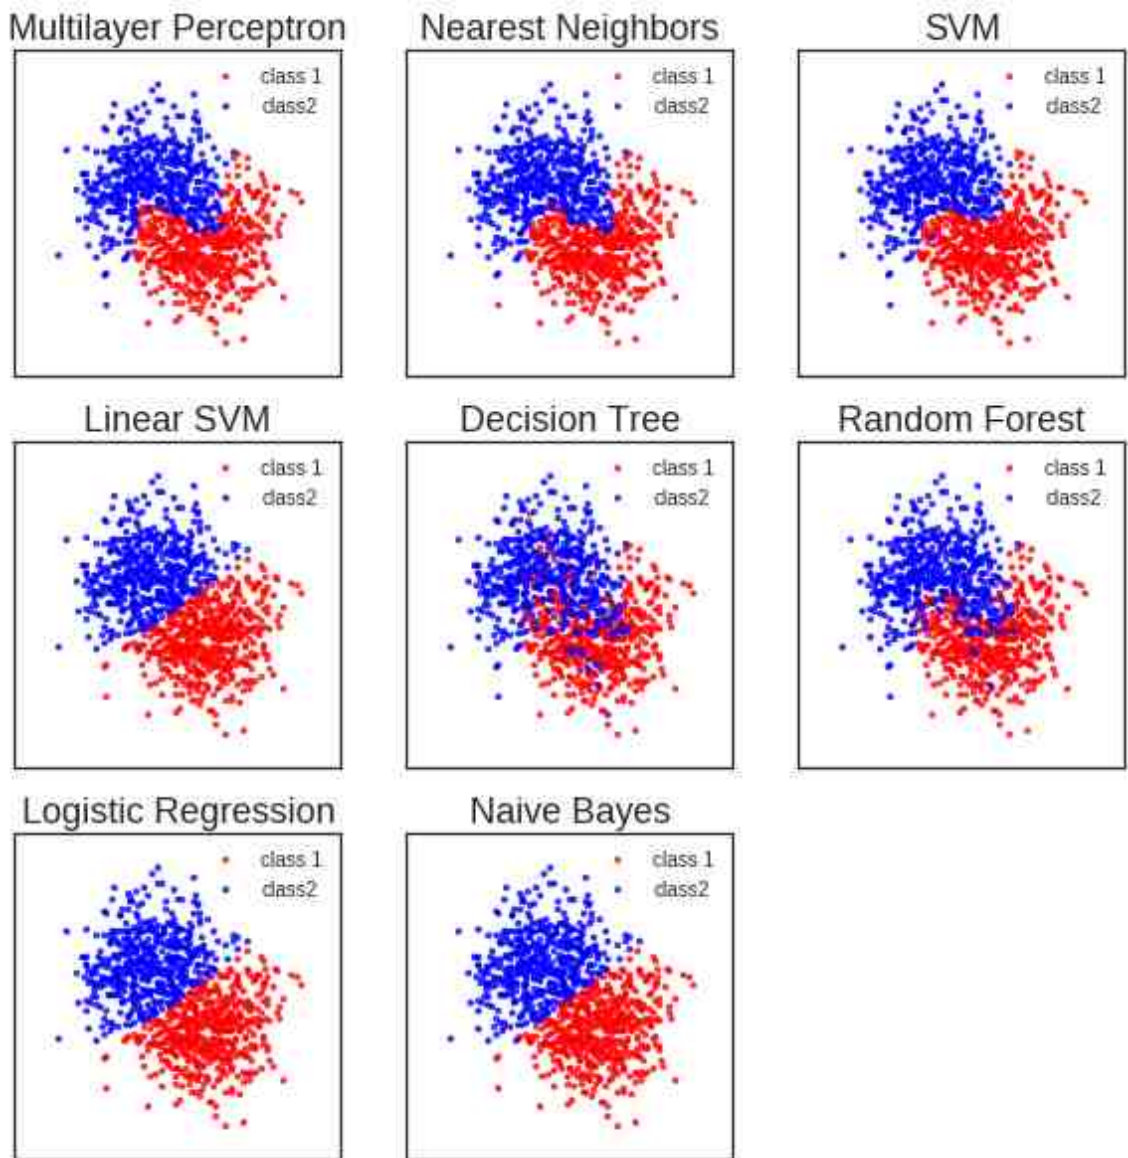 Multilayer Perceptron
class 1
class2
Nearest Neighbors
class 1
class2
SVM
class 1
class2
Linear SVM
class 1
class2
Decision Tree
class 1
class2
Random Forest
class 1
class2
Logistic Regression
class 1
class2
Naive Bayes
class 1
class2